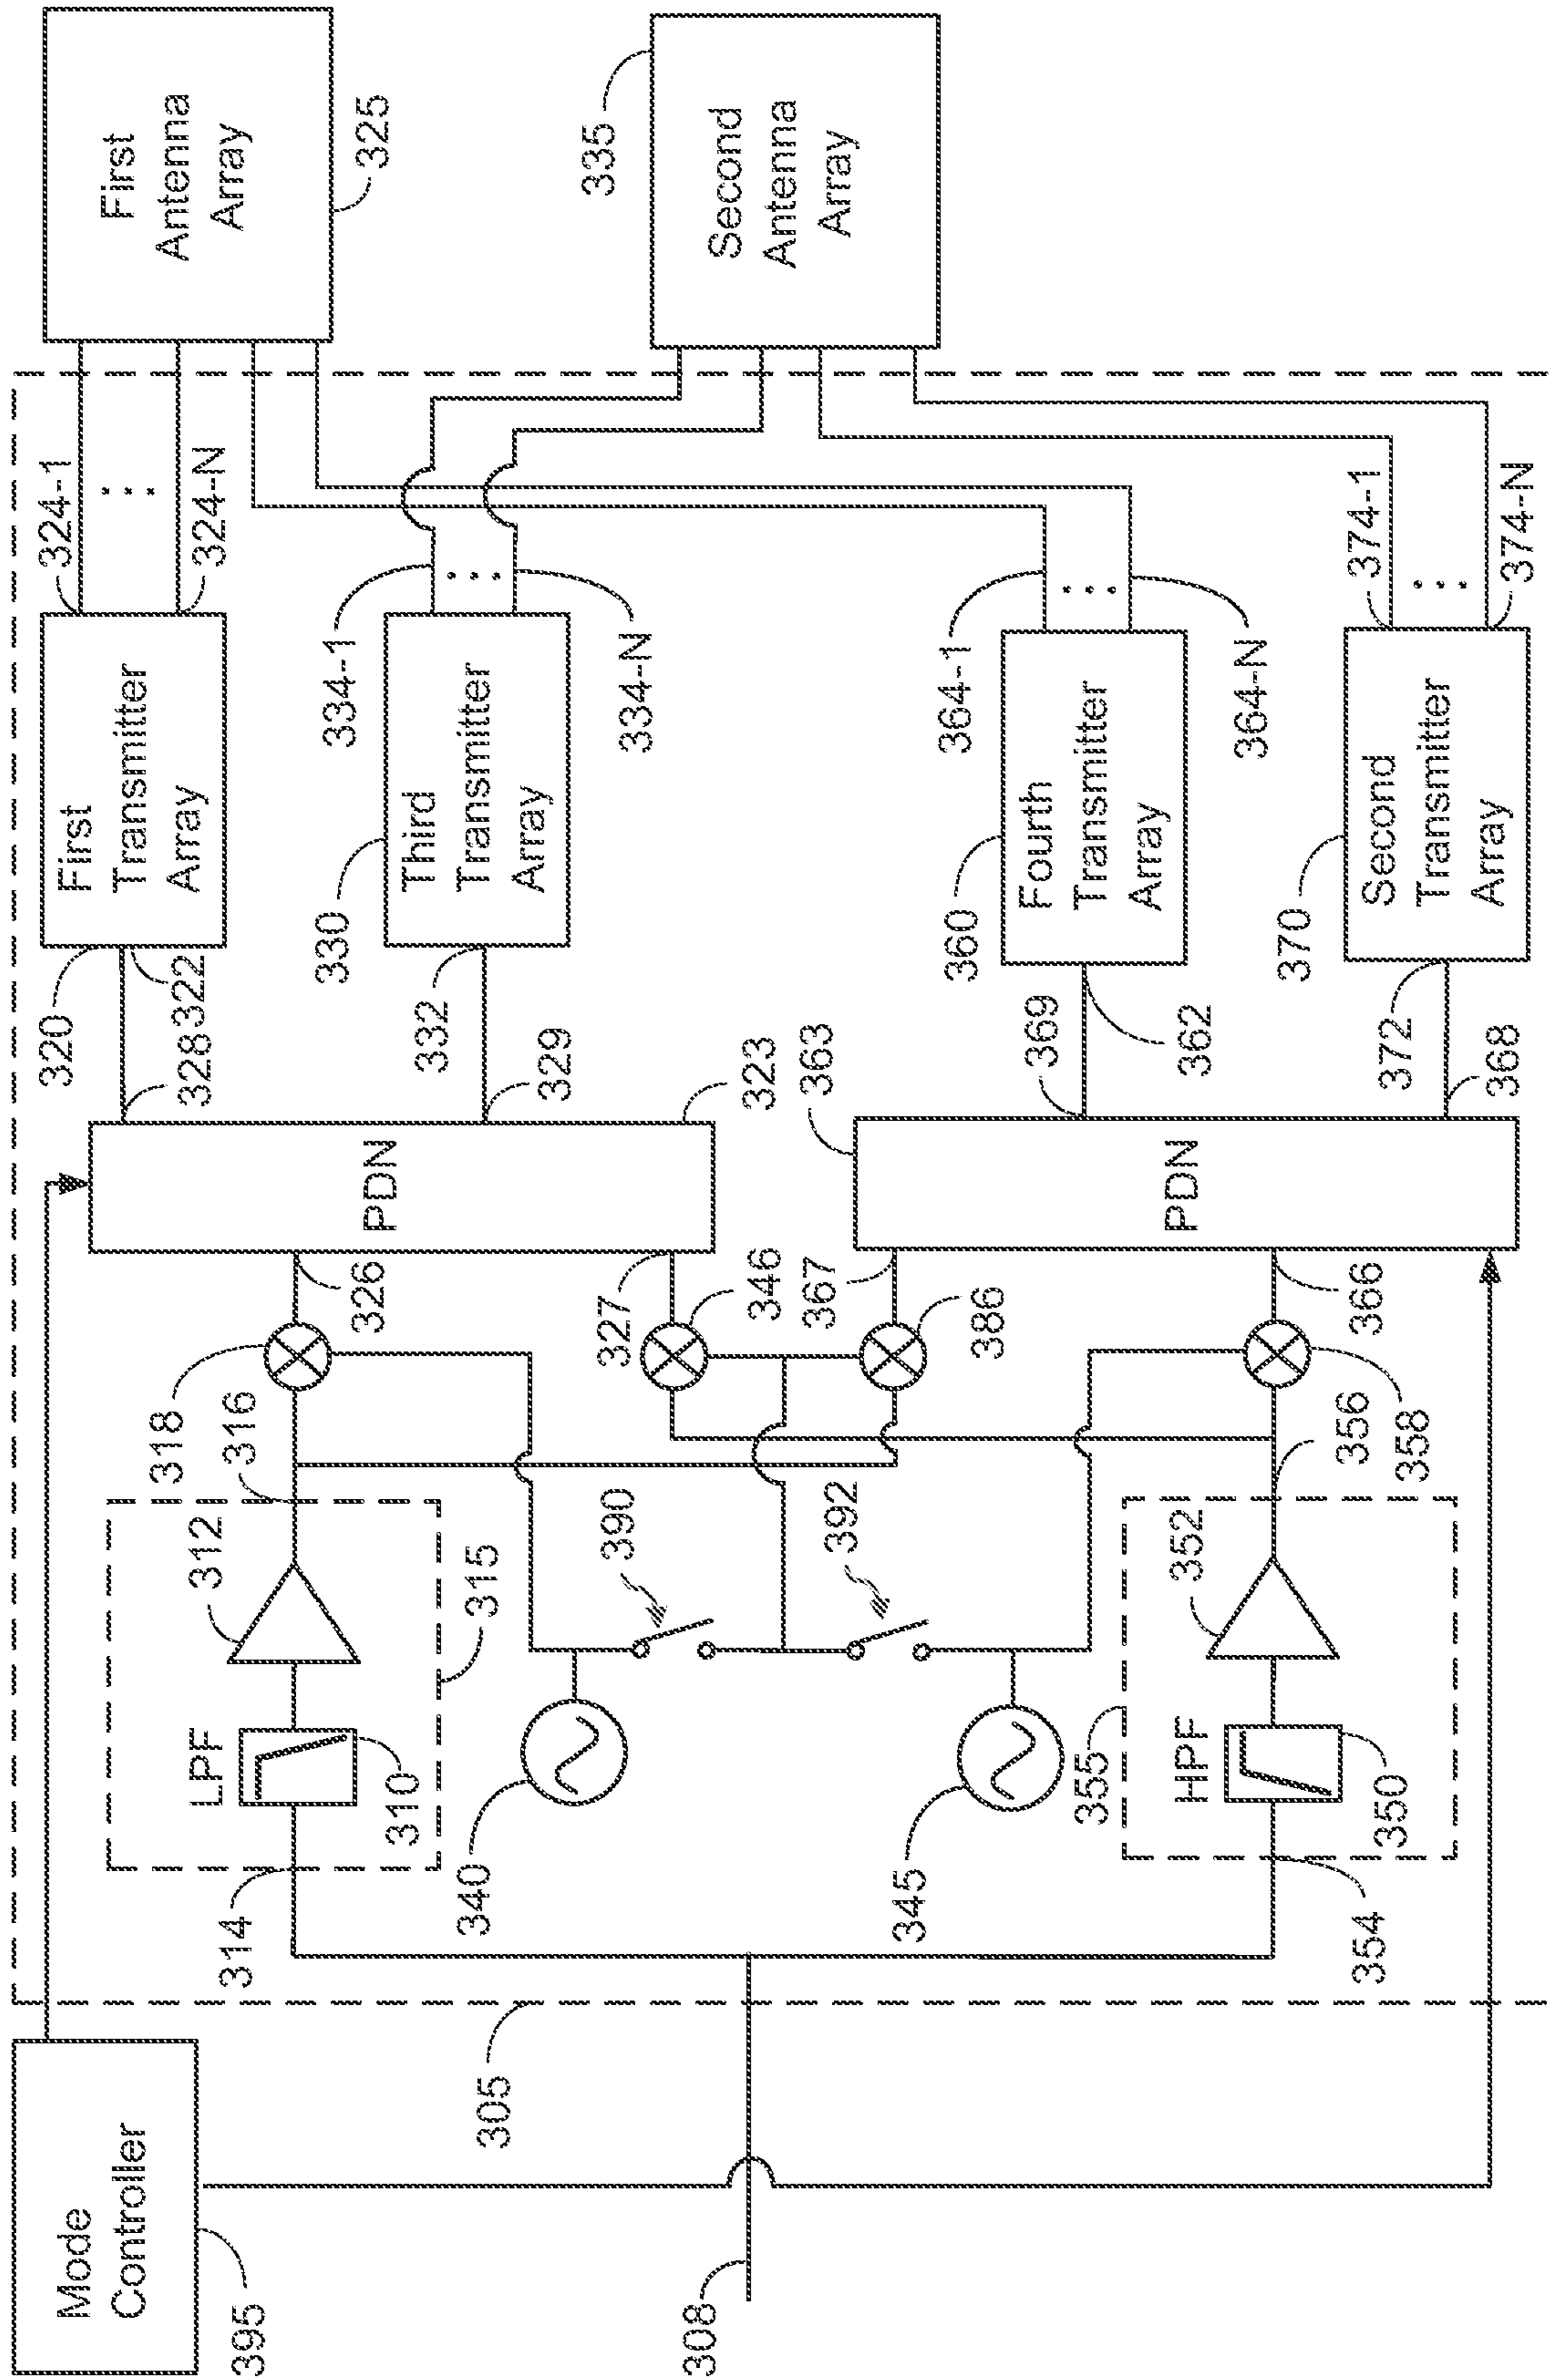 Mode
Controller
395
308
305
314
LPF
310
312
315
316
318
326
340
390
392
345
355
HPF
350
352
354
356
358
366
327
346
367
386
PDN
323
328
329
363
PDN
369
368
320
322
First
Transmitter
Array
324-1
324-N
330
332
Third
Transmitter
Array
334-1
334-N
360
362
Fourth
Transmitter
Array
364-1
364-N
370
372
Second
Transmitter
Array
374-1
374-N
First
Antenna
Array
325
335
Second
Antenna
Array